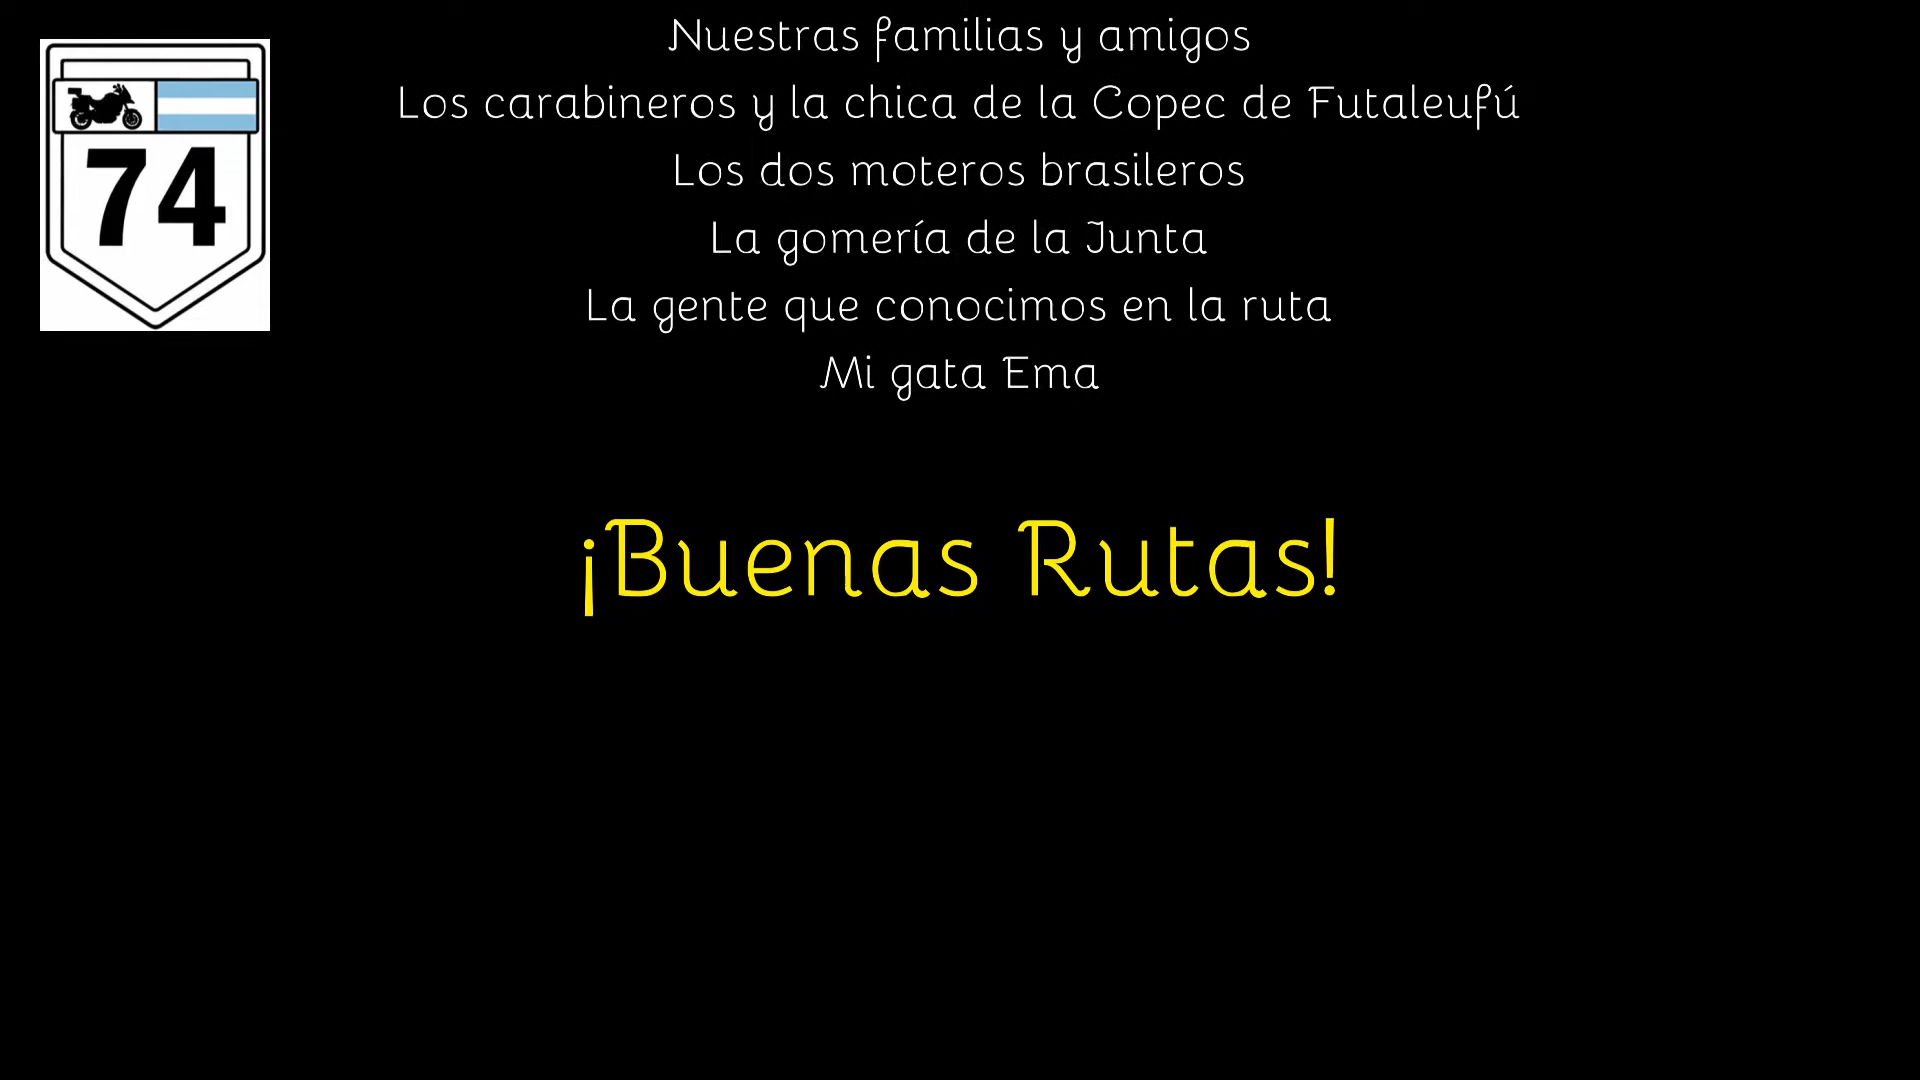 Nuestras familias y amigos
Los carabineros y la chica de la Copec de Futaleufú
Los dos moteros brasileros
La gomería de la Junta
La gente que conocimos en la ruta
Mi gata Ema
74
¡Buenas Rutas!